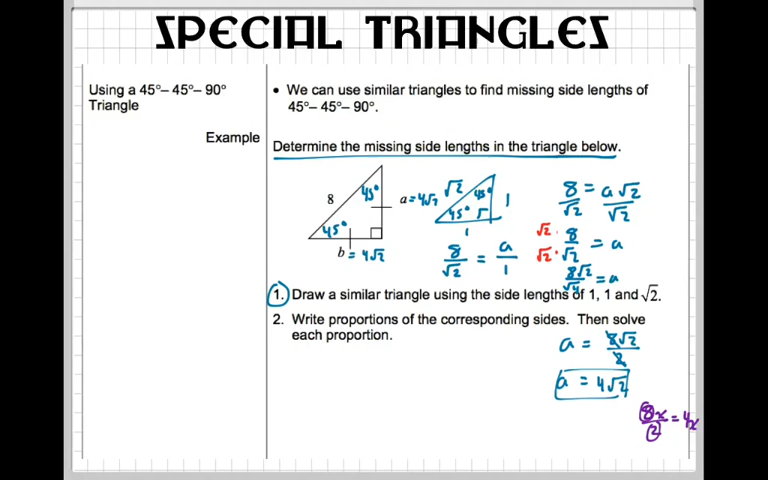 SPECIAL TRIANGLES
Using a 45°– 45°– 90°
Triangle
• We can use similar triangles to find missing side lengths of
45°– 45°– 90°.
Example
Determine the missing side lengths in the triangle below.
8
45°
45°
a = 4√2
b = 4√2
√2
45°
45°
1
1
8/√2 = a/1
8/√2 = a√2/√2
√2 · 8
√2 · √2 = a
8√2/√4 = a
1. Draw a similar triangle using the side lengths of 1, 1 and √2.
2. Write proportions of the corresponding sides. Then solve
each proportion.
a = 8√2/2
a = 4√2
8x/2 = 4x